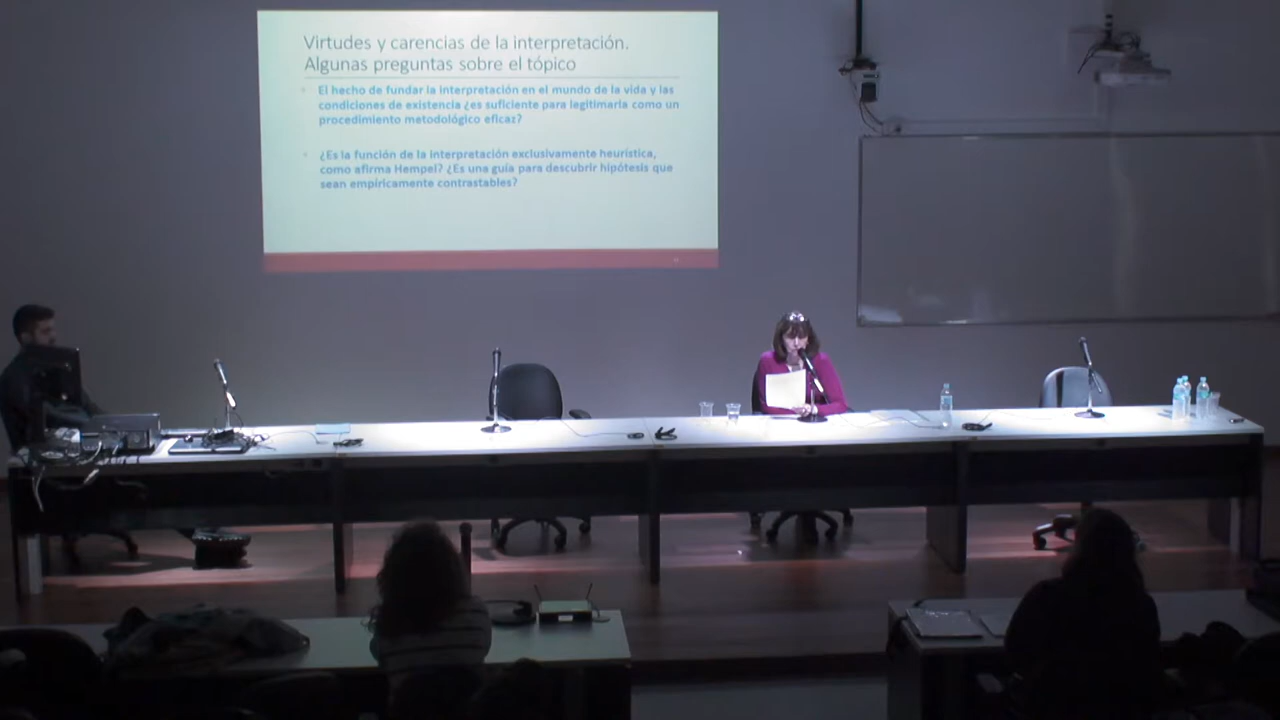 Virtudes y carencias de la interpretación.
Algunas preguntas sobre el tópico
El hecho de fundar la interpretación en el mundo de la vida y las
condiciones de existencia ¿es suficiente para legitimarla como un
procedimiento metodológico eficaz?
¿Es la función de la interpretación exclusivamente heurística,
como afirma Hempel? ¿Es una guía para descubrir hipótesis que
sean empíricamente contrastables?